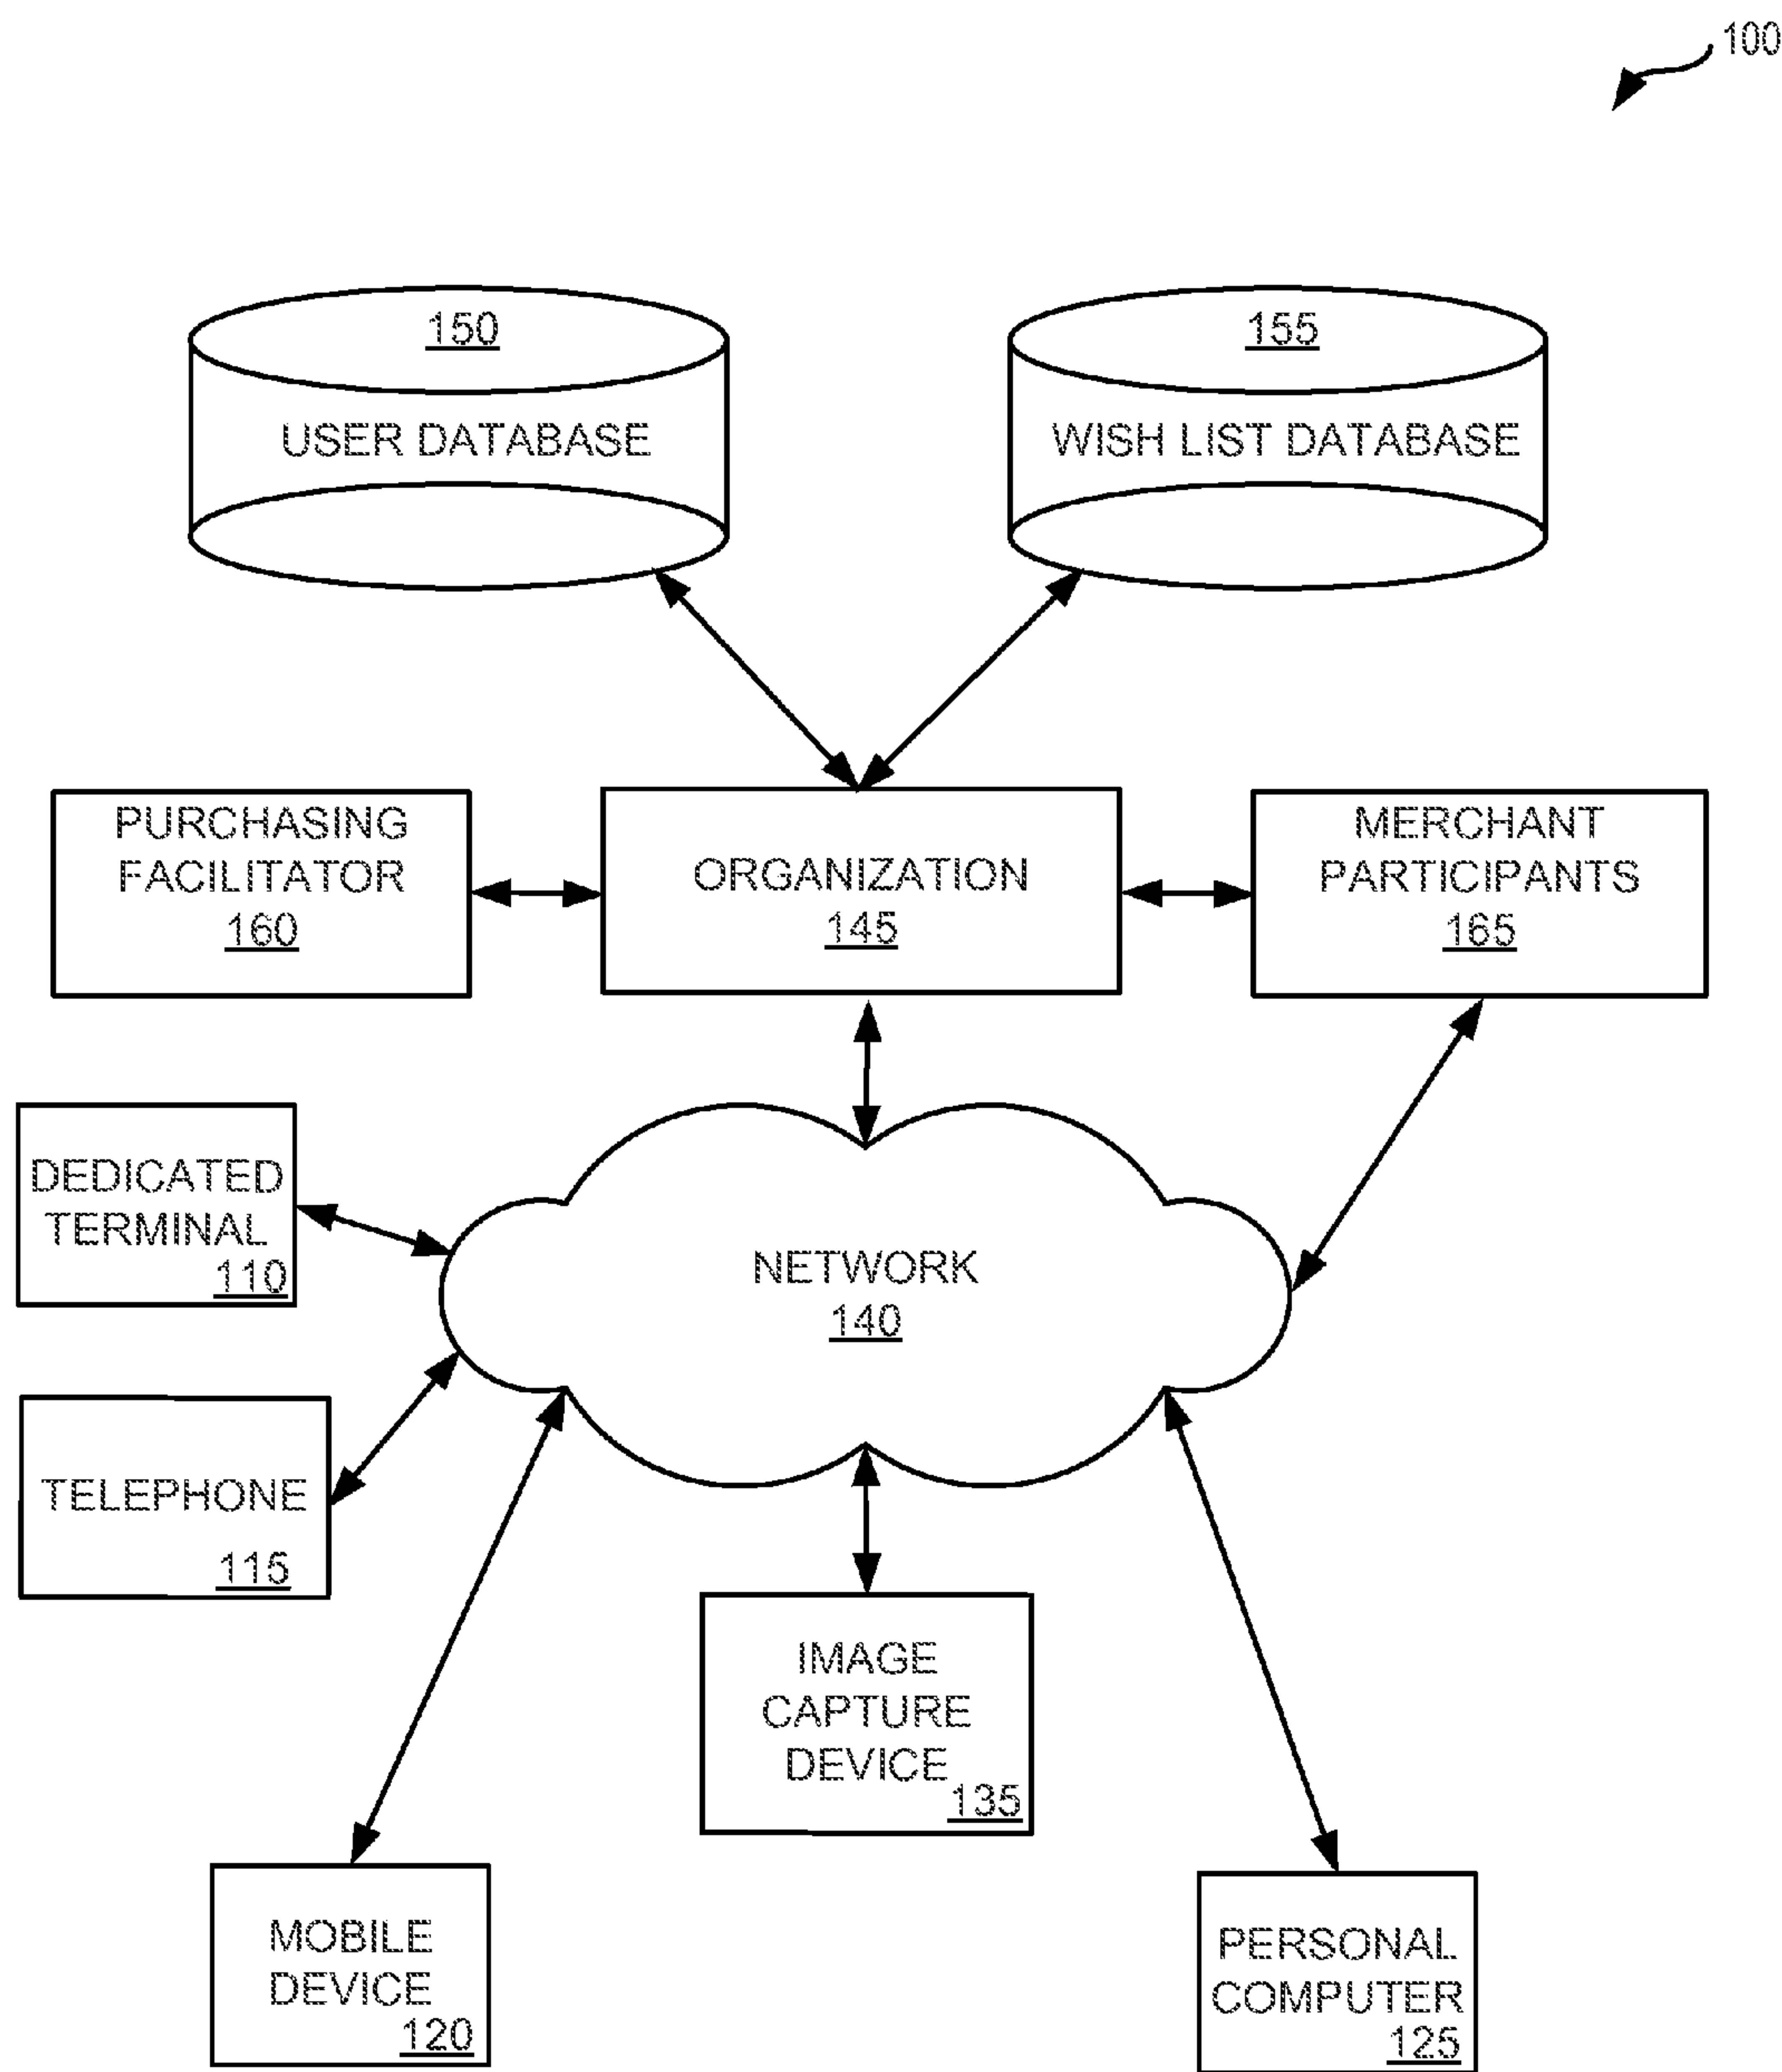 100
150
USER DATABASE
155
WISH LIST DATABASE
PURCHASING
FACILITATOR
160
ORGANIZATION
145
MERCHANT
PARTICIPANTS
165
DEDICATED
TERMINAL
110
NETWORK
140
TELEPHONE
115
IMAGE
CAPTURE
DEVICE
135
MOBILE
DEVICE
120
PERSONAL
COMPUTER
125